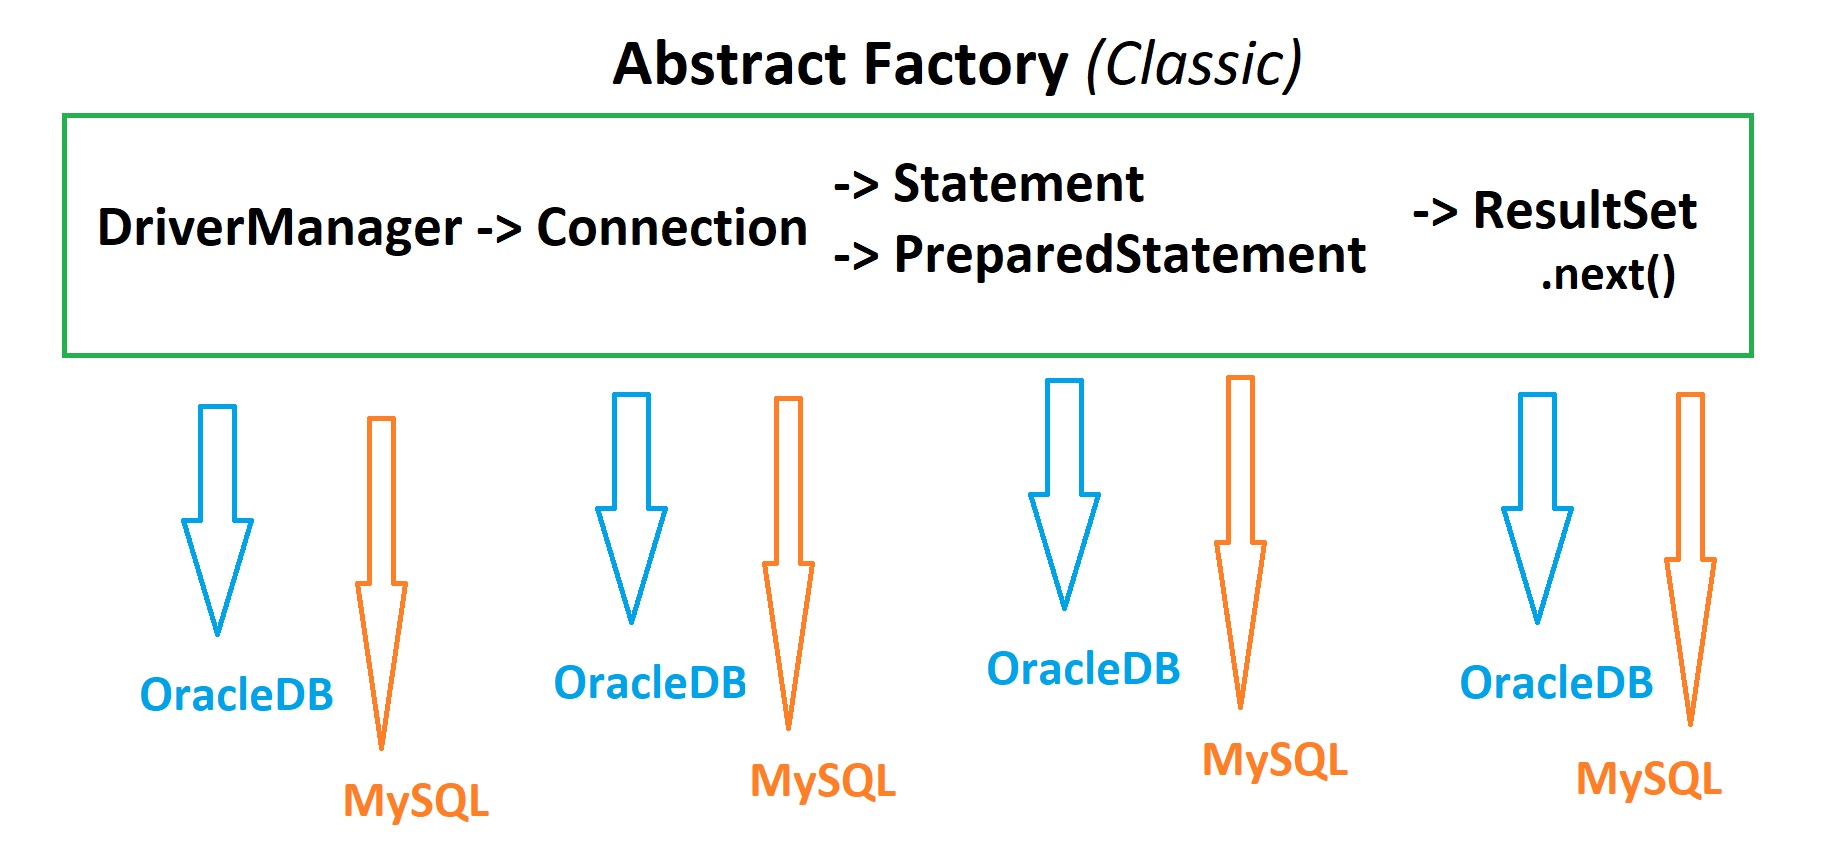 Abstract Factory (Classic)
DriverManager -> Connection
-> Statement
-> PreparedStatement
-> ResultSet
.next()
OracleDB
MySQL
OracleDB
MySQL
OracleDB
MySQL
OracleDB
MySQL